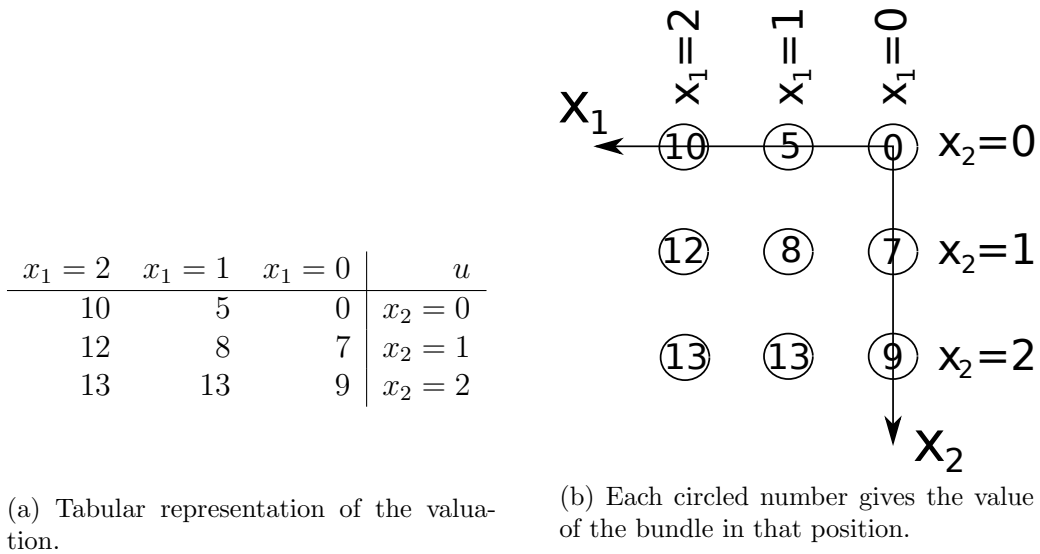 x₁ = 2 x₁ = 1 x₁ = 0 u
10 5 0 x₂ = 0
12 8 7 x₂ = 1
13 13 9 x₂ = 2
(a) Tabular representation of the valua-
tion.
x₁=2 x₁=1 x₁=0
x₁
10 5 0 x₂=0
12 8 7 x₂=1
13 13 9 x₂=2
x₂
(b) Each circled number gives the value
of the bundle in that position.